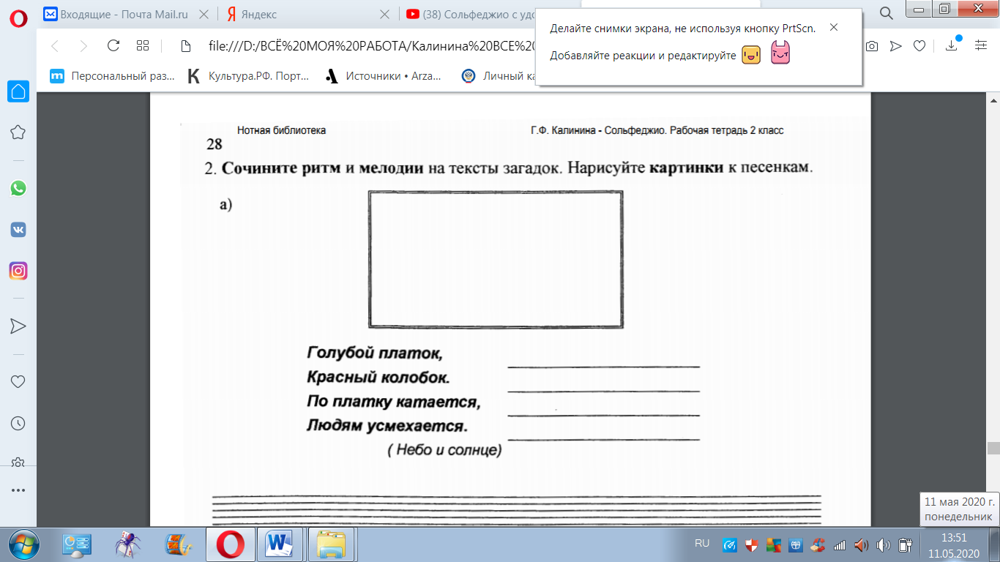 Входящие - Почта Mail.ru
Яндекс
(38) Сольфеджио с удо
file:///D:/ВСЁ%20МОЯ%20РАБОТА/Калинина%20ВСЕ%20
Делайте снимки экрана, не используя кнопку PrtScn.
Добавляйте реакции и редактируйте
Персональный раз...
Культура.РФ. Порт...
Источники • Arza...
Личный ка
Нотная библиотека
Г.Ф. Калинина - Сольфеджио. Рабочая тетрадь 2 класс
28
2. Сочините ритм и мелодии на тексты загадок. Нарисуйте картинки к песенкам.
а)
Голубой платок,
Красный колобок.
По платку катается,
Людям усмехается.
( Небо и солнце)
11 мая 2020 г.
понедельник
RU
13:51
11.05.2020